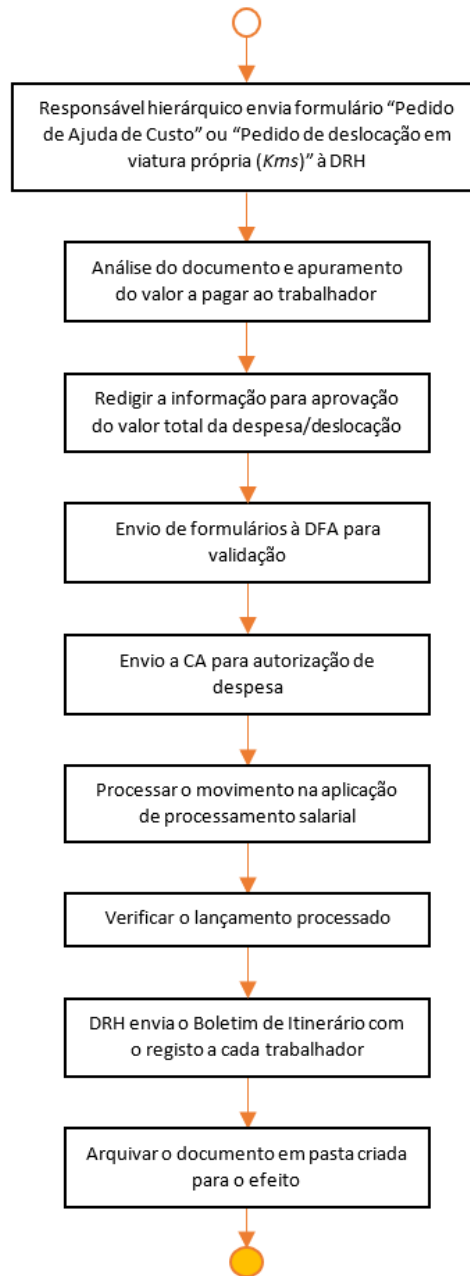 Responsável hierárquico envia formulário “Pedido
de Ajuda de Custo” ou “Pedido de deslocação em
viatura própria (Kms)” à DRH
Análise do documento e apuramento
do valor a pagar ao trabalhador
Redigir a informação para aprovação
do valor total da despesa/deslocação
Envio de formulários à DFA para
validação
Envio a CA para autorização de
despesa
Processar o movimento na aplicação
de processamento salarial
Verificar o lançamento processado
DRH envia o Boletim de Itinerário com
o registo a cada trabalhador
Arquivar o documento em pasta criada
para o efeito